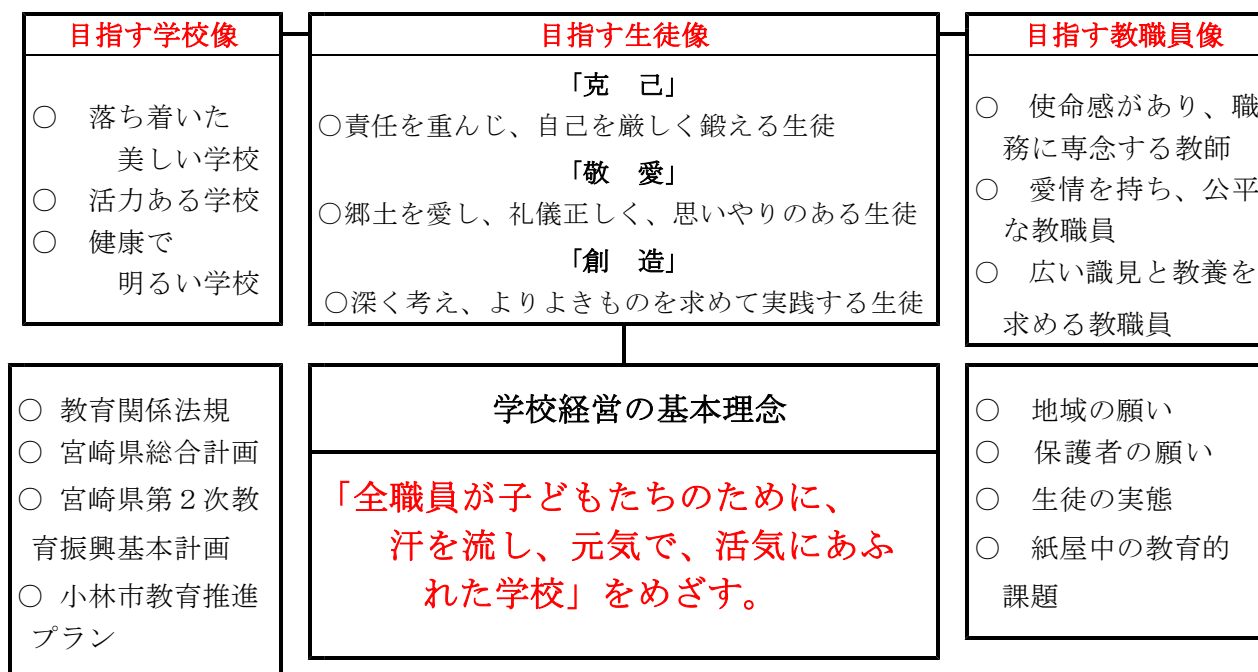 目指す学校像
○　落ち着いた
美しい学校
○　活力ある学校
○　健康で
明るい学校
目指す生徒像
「克　己」
○責任を重んじ、自己を厳しく鍛える生徒
「敬　愛」
○郷土を愛し、礼儀正しく、思いやりのある生徒
「創　造」
○深く考え、よりよきものを求めて実践する生徒
目指す教職員像
○　使命感があり、職
務に専念する教師
○　愛情を持ち、公平
な教職員
○　広い識見と教養を
求める教職員
○ 教育関係法規
○ 宮崎県総合計画
○ 宮崎県第２次教
育振興基本計画
○ 小林市教育推進
プラン
学校経営の基本理念
「全職員が子どもたちのために、
汗を流し、元気で、活気にあふ
れた学校」をめざす。
○　地域の願い
○　保護者の願い
○　生徒の実態
○　紙屋中の教育的
課題